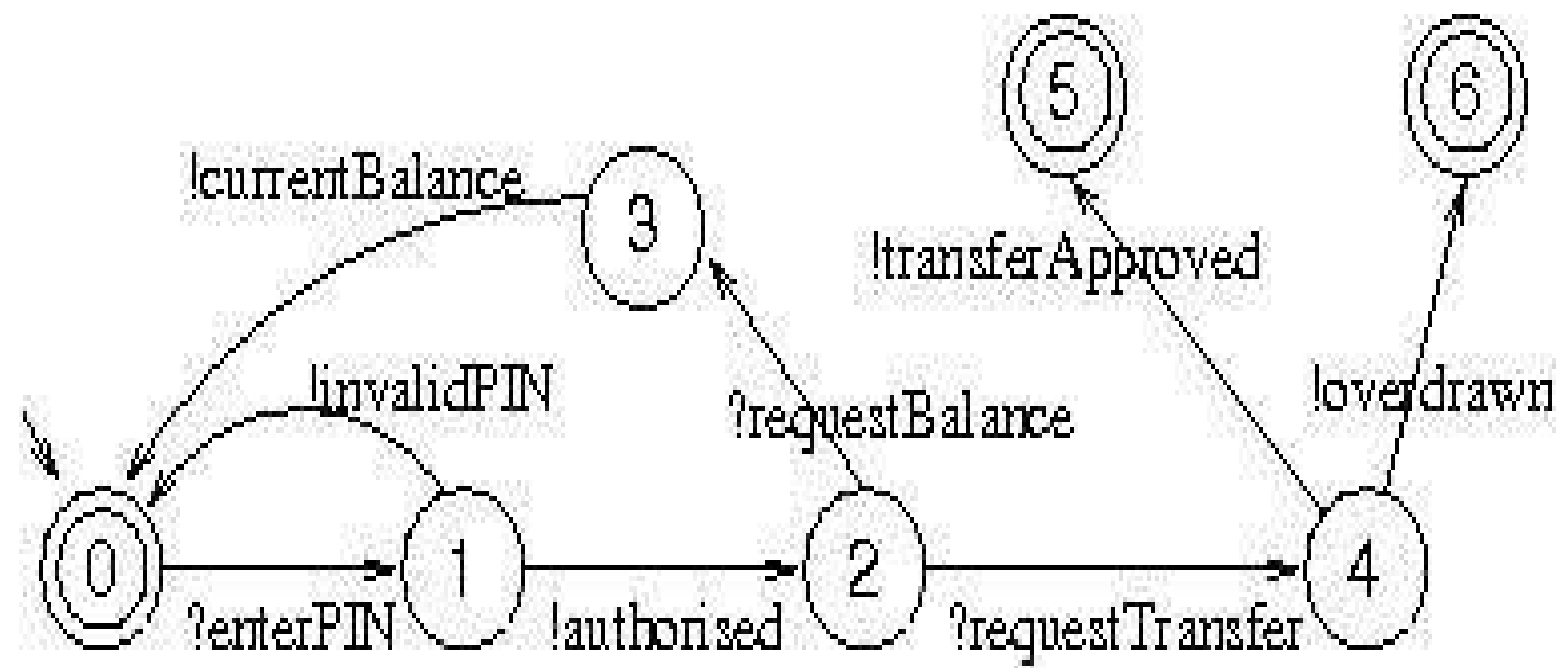 5
6
!currentBalance
3
!transferApproved
!invalidPIN
?requestBalance
!overdrawn
0
1
2
4
?enterPIN
!authorised
?requestTransfer